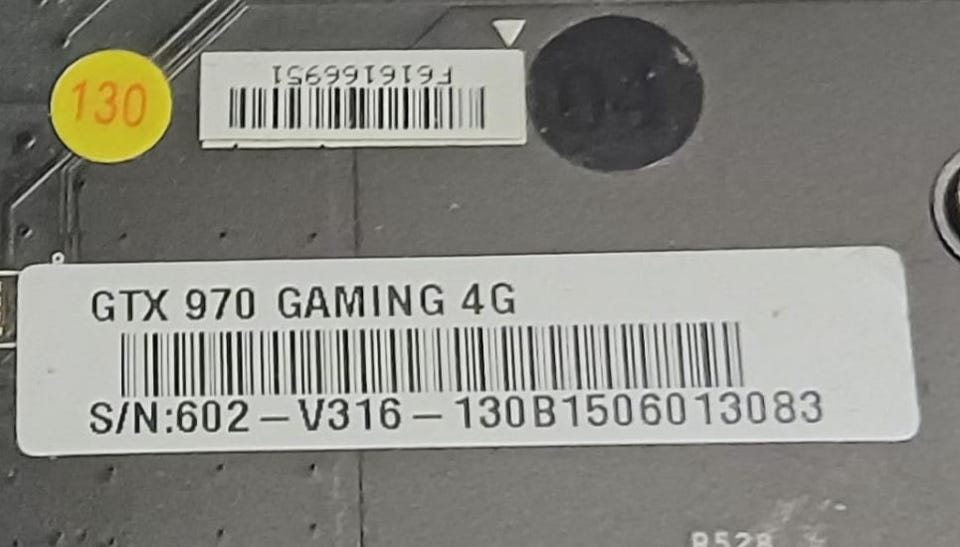 130
F616166951
GTX 970 GAMING 4G
S/N:602-V316-130B1506013083
R528